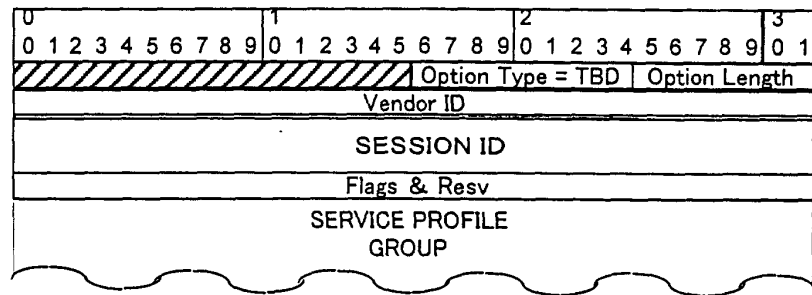 0 1 2 3
0 1 2 3 4 5 6 7 8 9 0 1 2 3 4 5 6 7 8 9 0 1 2 3 4 5 6 7 8 9 0 1
Option Type = TBD Option Length
Vendor ID
SESSION ID
Flags & Resv
SERVICE PROFILE
GROUP